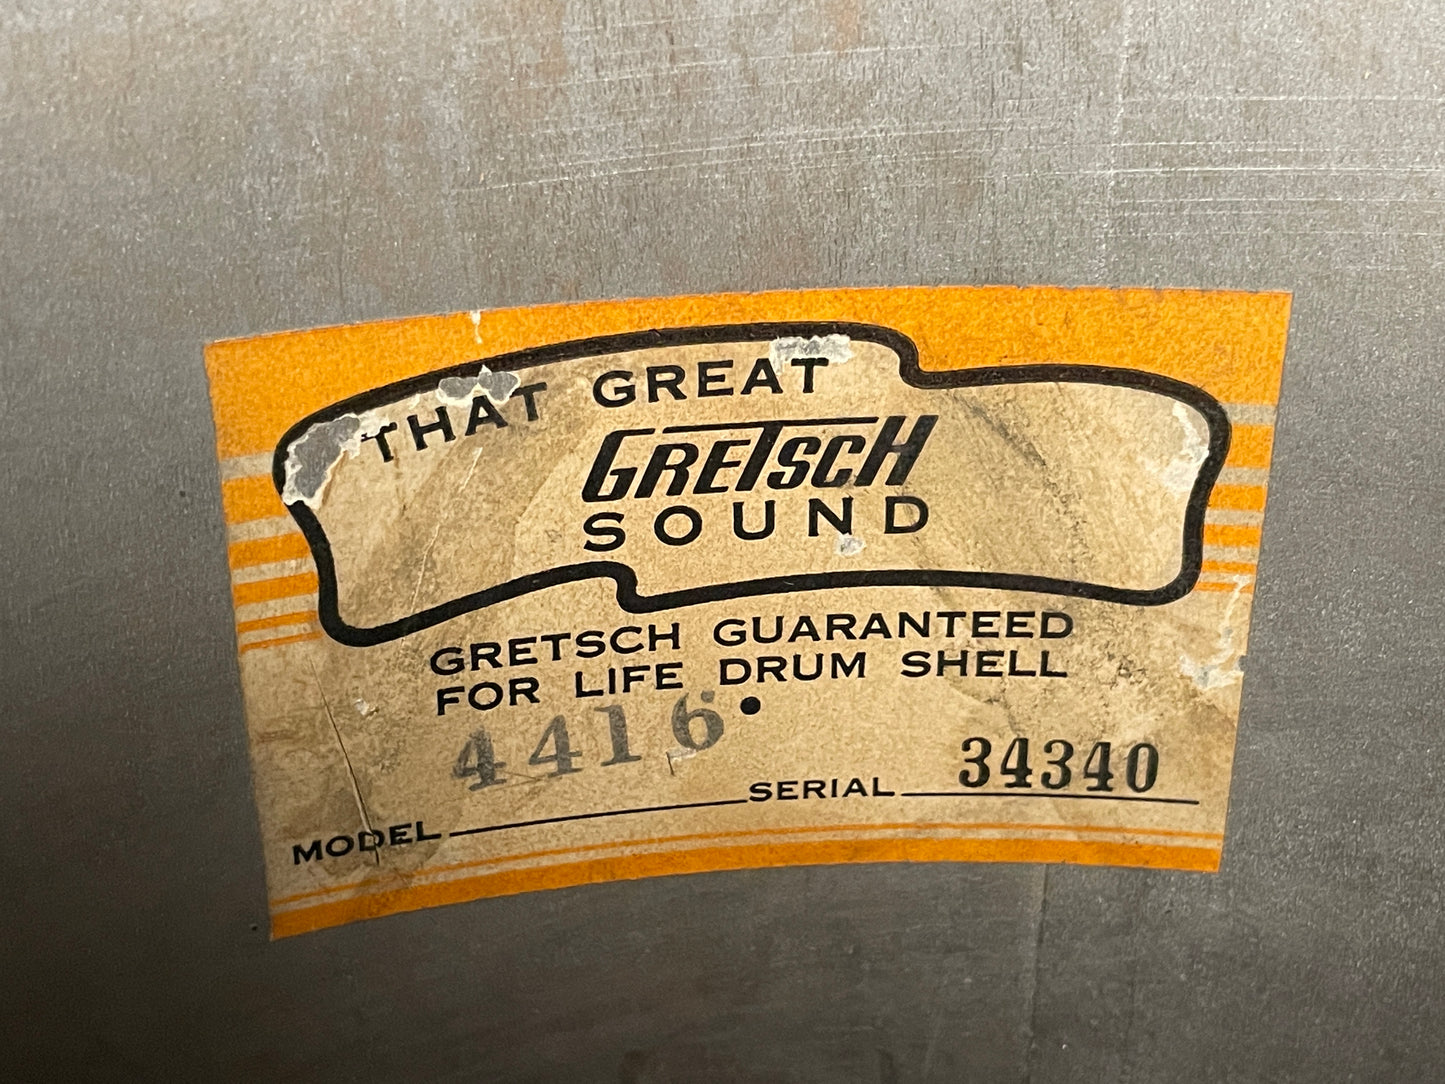 THAT GREAT
GRETSCH
SOUND
GRETSCH GUARANTEED
FOR LIFE DRUM SHELL
4416
MODEL SERIAL 34340